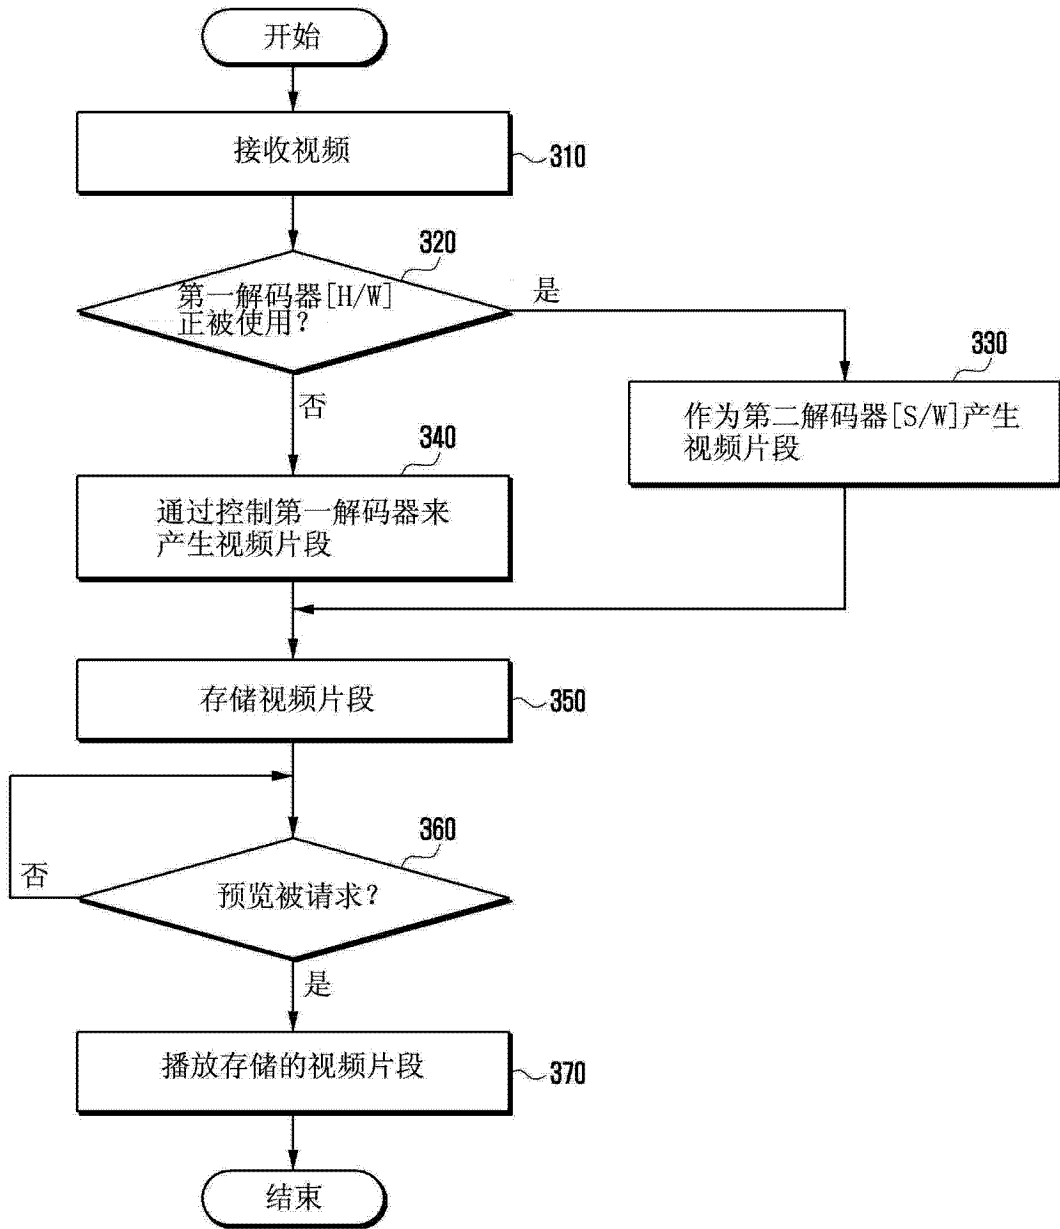 开始
接收视频
310
320
第一解码器[H/W]
正被使用？
是
330
作为第二解码器[S/W]产生
视频片段
否
340
通过控制第一解码器来
产生视频片段
存储视频片段
350
360
预览被请求？
否
是
播放存储的视频片段
370
结束